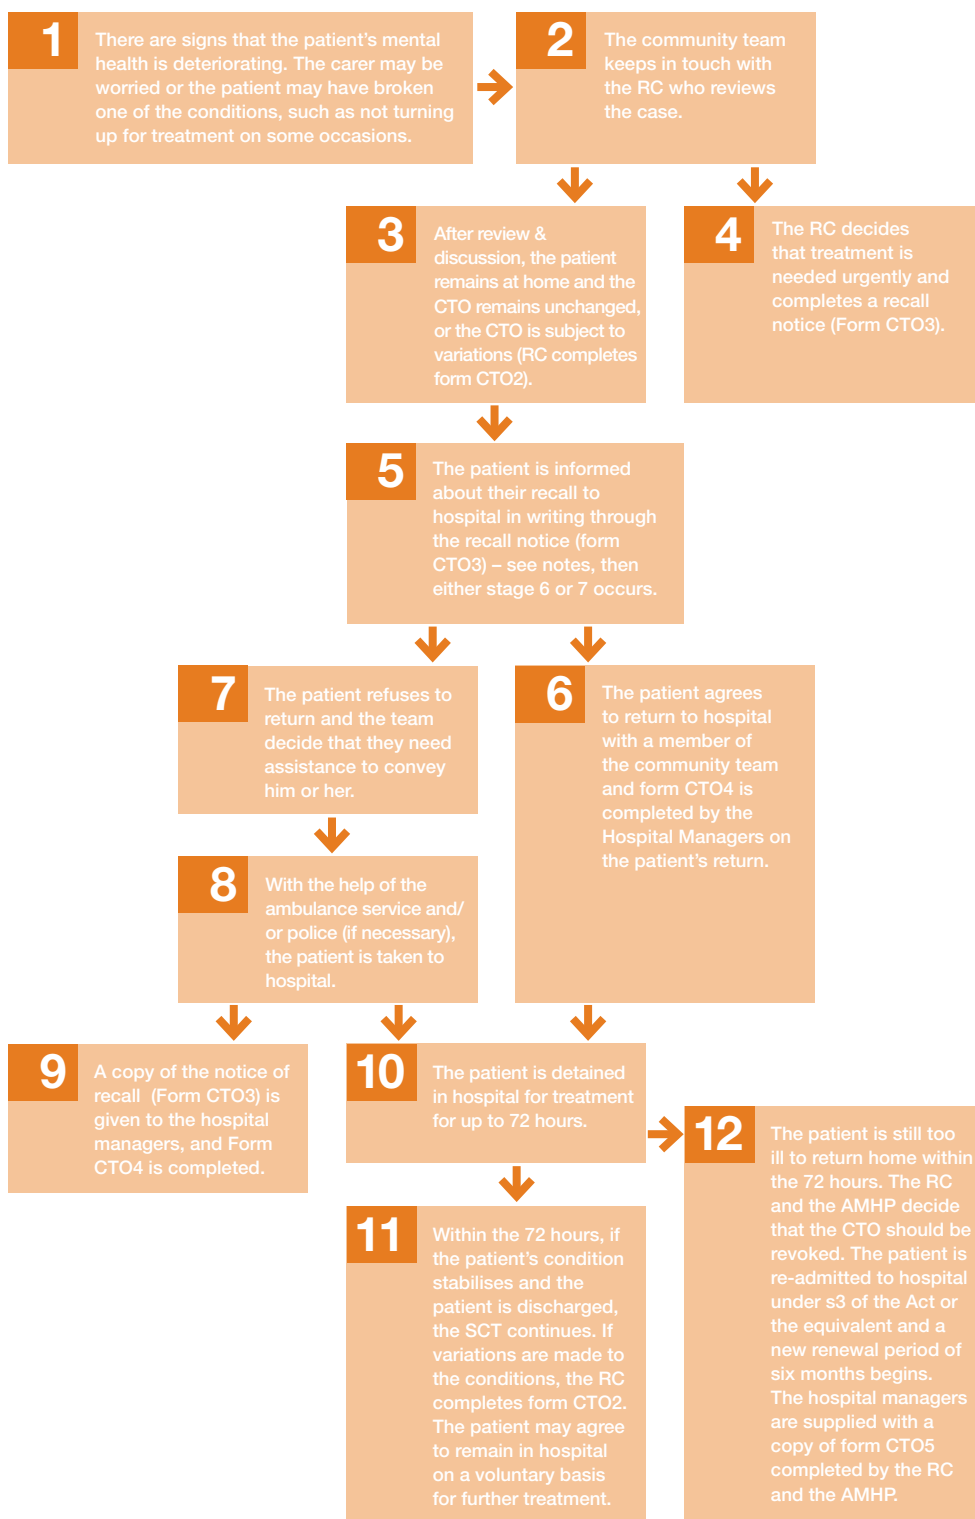 1
There are signs that the patient's mental
health is deteriorating. The carer may be
worried or the patient may have broken
one of the conditions, such as not turning
up for treatment on some occasions.
2
The community team
keeps in touch with
the RC who reviews
the case.
3
After review &
discussion, the patient
remains at home and the
CTO remains unchanged,
or the CTO is subject to
variations (RC completes
form CTO2).
4
The RC decides
that treatment is
needed urgently and
completes a recall
notice (Form CTO3).
5
The patient is informed
about their recall to
hospital in writing through
the recall notice (form
CTO3) – see notes, then
either stage 6 or 7 occurs.
7
The patient refuses to
return and the team
decide that they need
assistance to convey
him or her.
6
The patient agrees
to return to hospital
with a member of
the community team
and form CTO4 is
completed by the
Hospital Managers on
the patient's return.
8
With the help of the
ambulance service and/
or police (if necessary),
the patient is taken to
hospital.
9
A copy of the notice of
recall (Form CTO3) is
given to the hospital
managers, and Form
CTO4 is completed.
10
The patient is detained
in hospital for treatment
for up to 72 hours.
11
Within the 72 hours, if
the patient's condition
stabilises and the
patient is discharged,
the SCT continues. If
variations are made to
the conditions, the RC
completes form CTO2.
The patient may agree
to remain in hospital
on a voluntary basis
for further treatment.
12
The patient is still too
ill to return home within
the 72 hours. The RC
and the AMHP decide
that the CTO should be
revoked. The patient is
re-admitted to hospital
under s3 of the Act or
the equivalent and a
new renewal period of
six months begins.
The hospital managers
are supplied with a
copy of form CTO5
completed by the RC
and the AMHP.